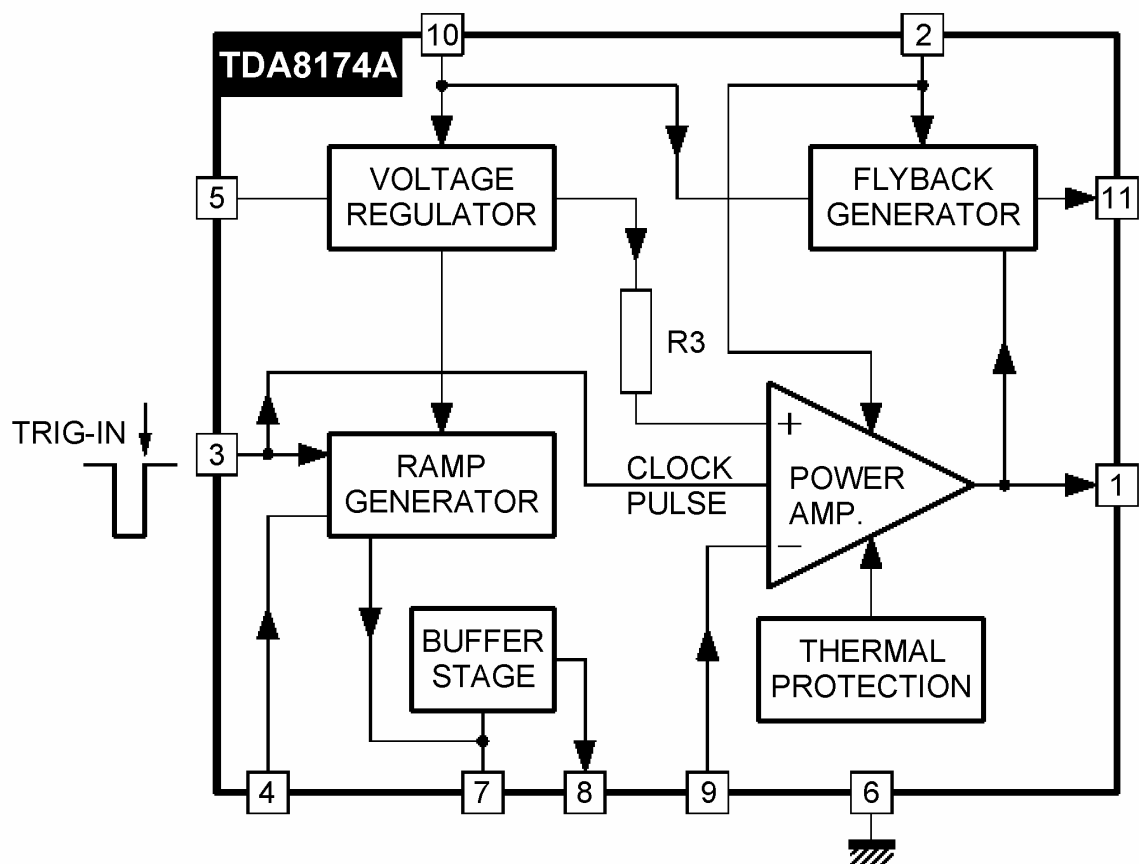 10
2
TDA8174A
VOLTAGE
REGULATOR
FLYBACK
GENERATOR
5
11
R3
TRIG-IN
3
+
RAMP
GENERATOR
CLOCK
PULSE
POWER
AMP.
1
−
BUFFER
STAGE
THERMAL
PROTECTION
4
7
8
9
6